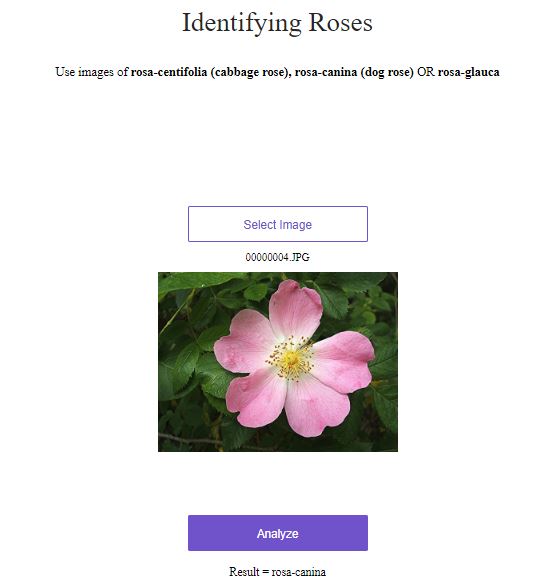 Identifying Roses
Use images of rosa-centifolia (cabbage rose), rosa-canina (dog rose) OR rosa-glauca
Select Image
00000004.JPG
Analyze
Result = rosa-canina